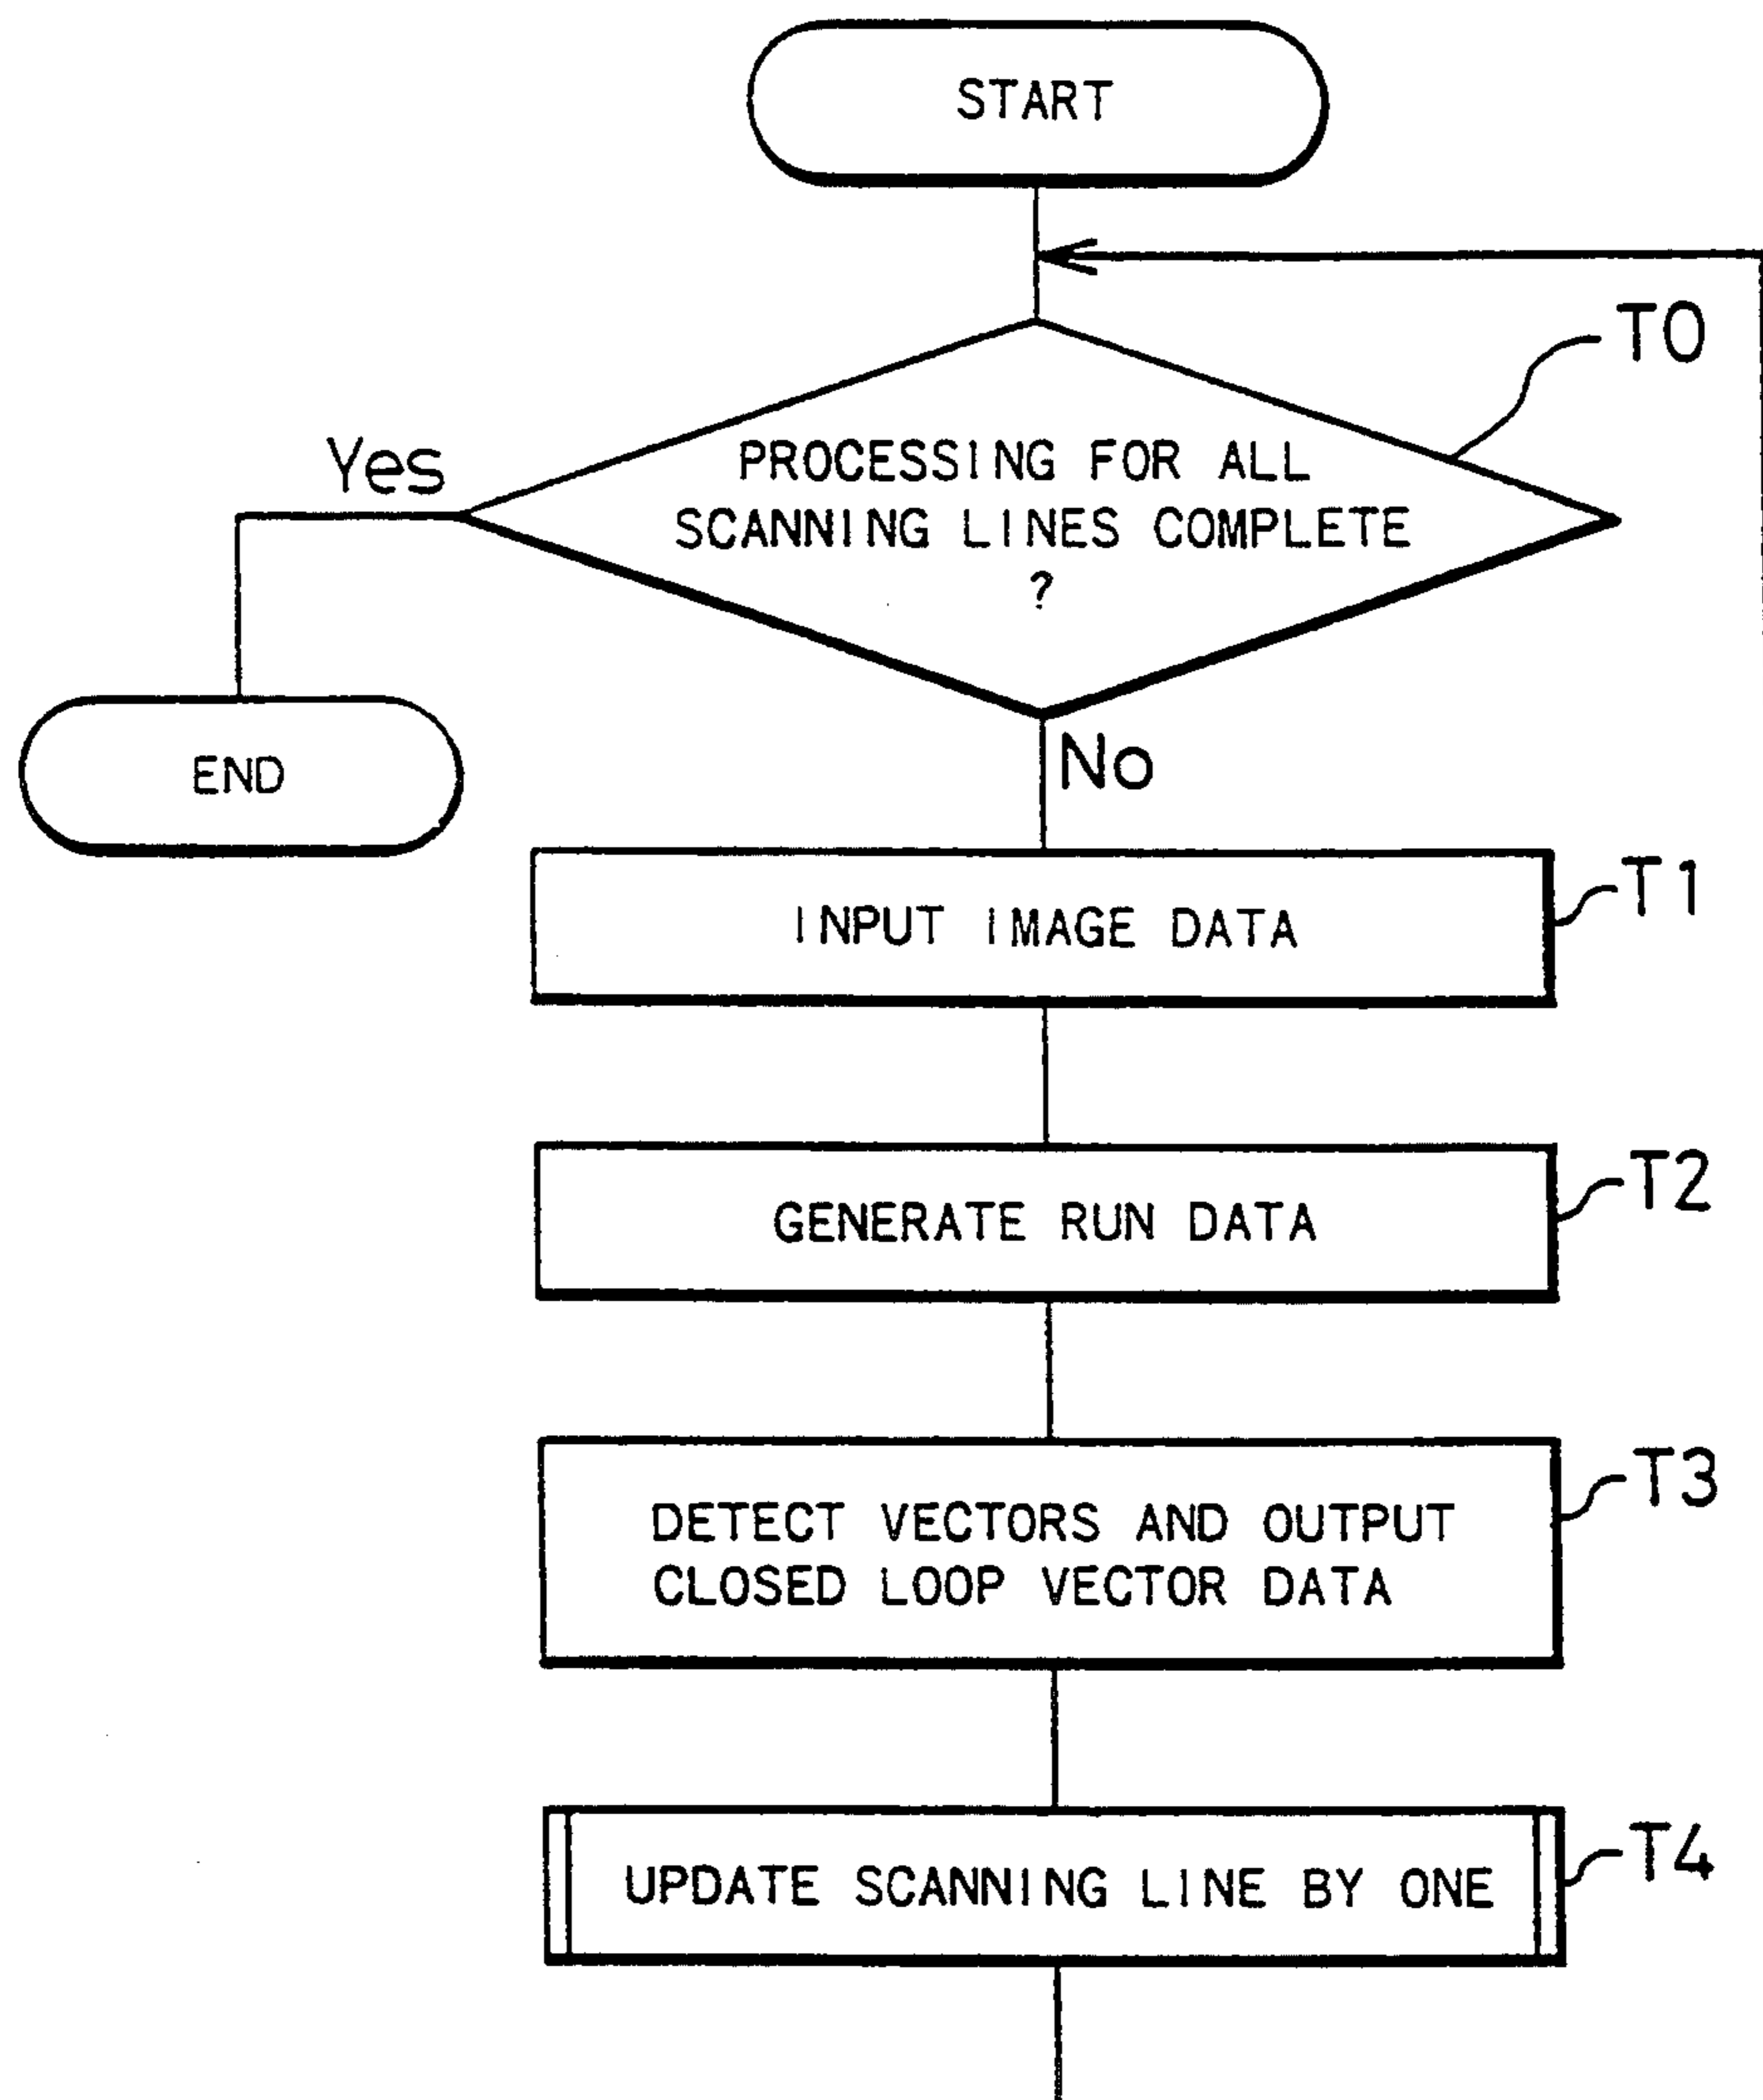 START
T0
PROCESSING FOR ALL
SCANNING LINES COMPLETE
?
Yes
END
No
INPUT IMAGE DATA
T1
GENERATE RUN DATA
T2
DETECT VECTORS AND OUTPUT
CLOSED LOOP VECTOR DATA
T3
UPDATE SCANNING LINE BY ONE
T4